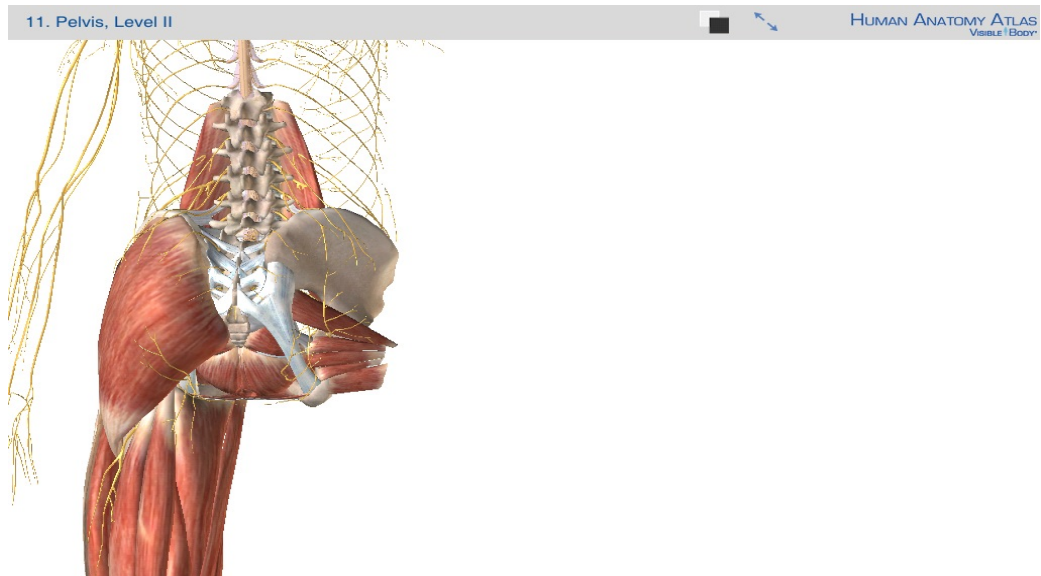 11. Pelvis, Level II
HUMAN ANATOMY ATLAS
VISIBLE BODY®